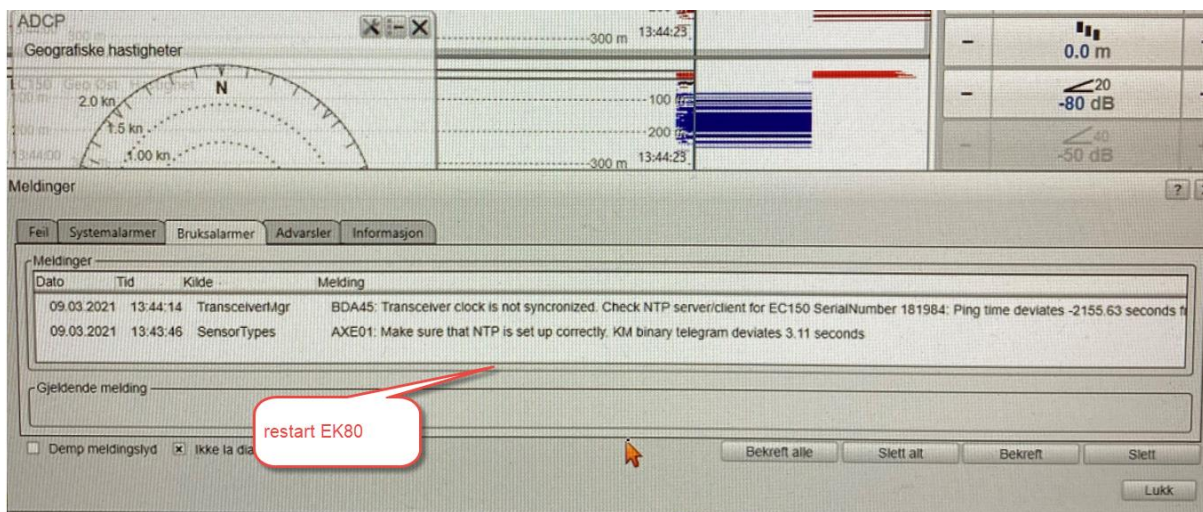 ADCP
Geografiske hastigheter
N
2.0 kn
1.5 kn
1.00 kn
300 m 13:44:23
100 m
200 m
300 m 13:44:23
0.0 m
20
-80 dB
40
-50 dB
Meldinger
?
Feil Systemalarmer Bruksalarmer Advarsler Informasjon
Meldinger
Dato Tid Kilde Melding
09.03.2021 13:44:14 TransceiverMgr BDA45: Transceiver clock is not syncronized. Check NTP server/client for EC150 SerialNumber 181984: Ping time deviates -2155.63 seconds
09.03.2021 13:43:46 SensorTypes AXE01: Make sure that NTP is set up correctly. KM binary telegram deviates 3.11 seconds
Gjeldende melding
restart EK80
Demp meldingslyd Ikke la
Bekreft alle Slett alt Bekreft Slett
Lukk